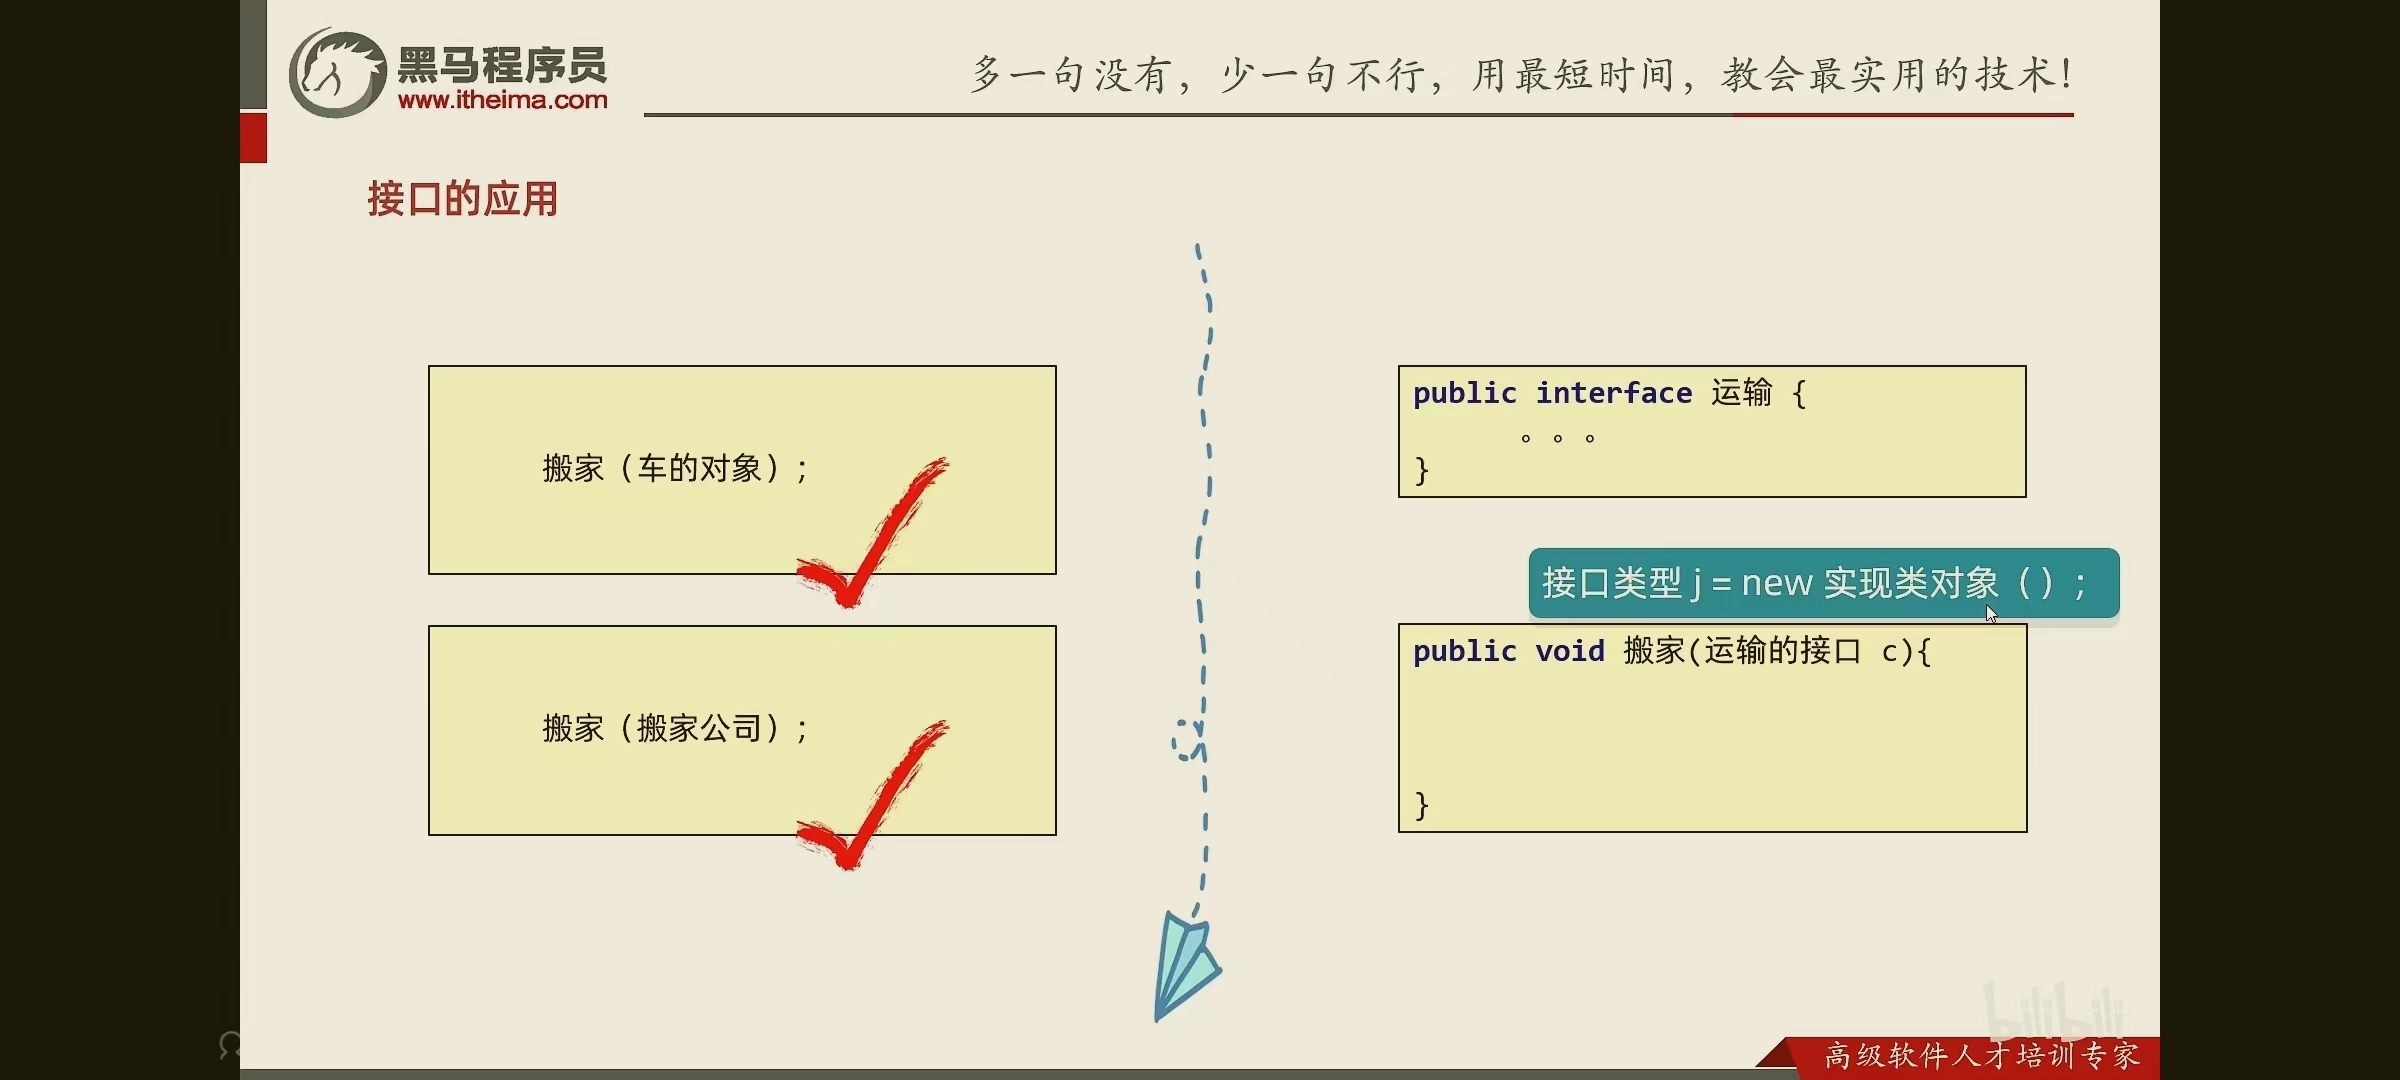 黑马程序员
www.itheima.com
多一句没有，少一句不行，用最短时间，教会最实用的技术！
接口的应用
搬家（车的对象）；
搬家（搬家公司）；
public interface 运输 {
。。。
}
接口类型 j = new 实现类对象（）；
public void 搬家(运输的接口 c){
}
bilibili
高级软件人才培训专家